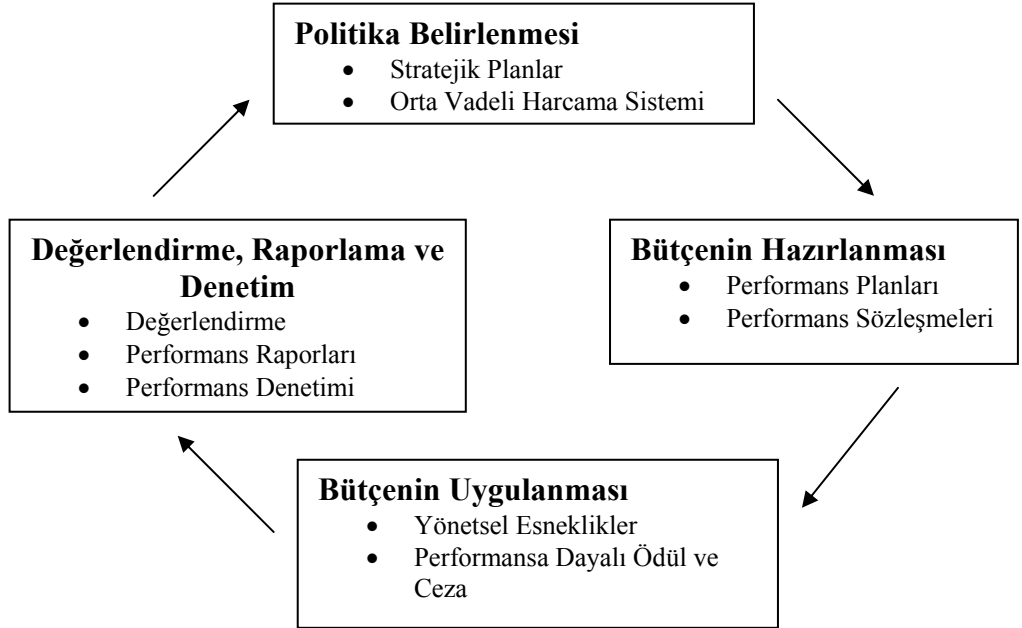 Politika Belirlenmesi
• Stratejik Planlar
• Orta Vadeli Harcama Sistemi
Değerlendirme, Raporlama ve
Denetim
• Değerlendirme
• Performans Raporları
• Performans Denetimi
Bütçenin Hazırlanması
• Performans Planları
• Performans Sözleşmeleri
Bütçenin Uygulanması
• Yönetsel Esneklikler
• Performansa Dayalı Ödül ve
Ceza